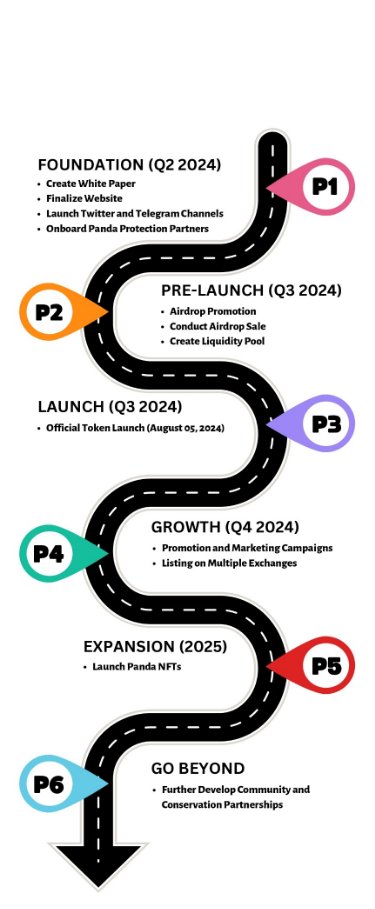 FOUNDATION (Q2 2024)
• Create White Paper
• Finalize Website
• Launch Twitter and Telegram Channels
• Onboard Panda Protection Partners
P1
PRE-LAUNCH (Q3 2024)
• Airdrop Promotion
• Conduct Airdrop Sale
• Create Liquidity Pool
P2
LAUNCH (Q3 2024)
• Official Token Launch (August 05, 2024)
P3
GROWTH (Q4 2024)
• Promotion and Marketing Campaigns
• Listing on Multiple Exchanges
P4
EXPANSION (2025)
• Launch Panda NFTs
P5
GO BEYOND
• Further Develop Community and
Conservation Partnerships
P6